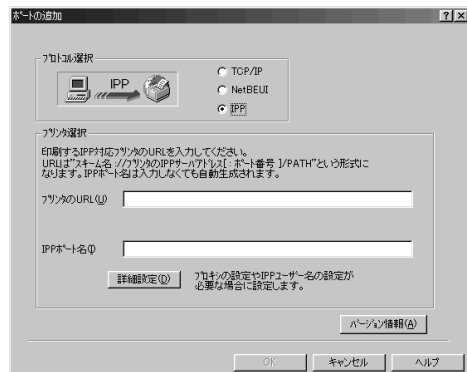 ポートの追加
プロトコル選択
IPP
TCP/IP
NetBEUI
IPP
プリンタ選択
印刷するIPP対応プリンタのURLを入力してください。
URLは"スキーム名://プリンタのIPPサーバアドレス[:ポート番号]/PATH"という形式に
なります。IPPポート名は入力しなくても自動生成されます。
プリンタのURL(U)
IPPポート名(I)
詳細設定(D)
プロキシの設定やIPPユーザー名の設定が
必要な場合に設定します。
バージョン情報(A)
OK
キャンセル
ヘルプ